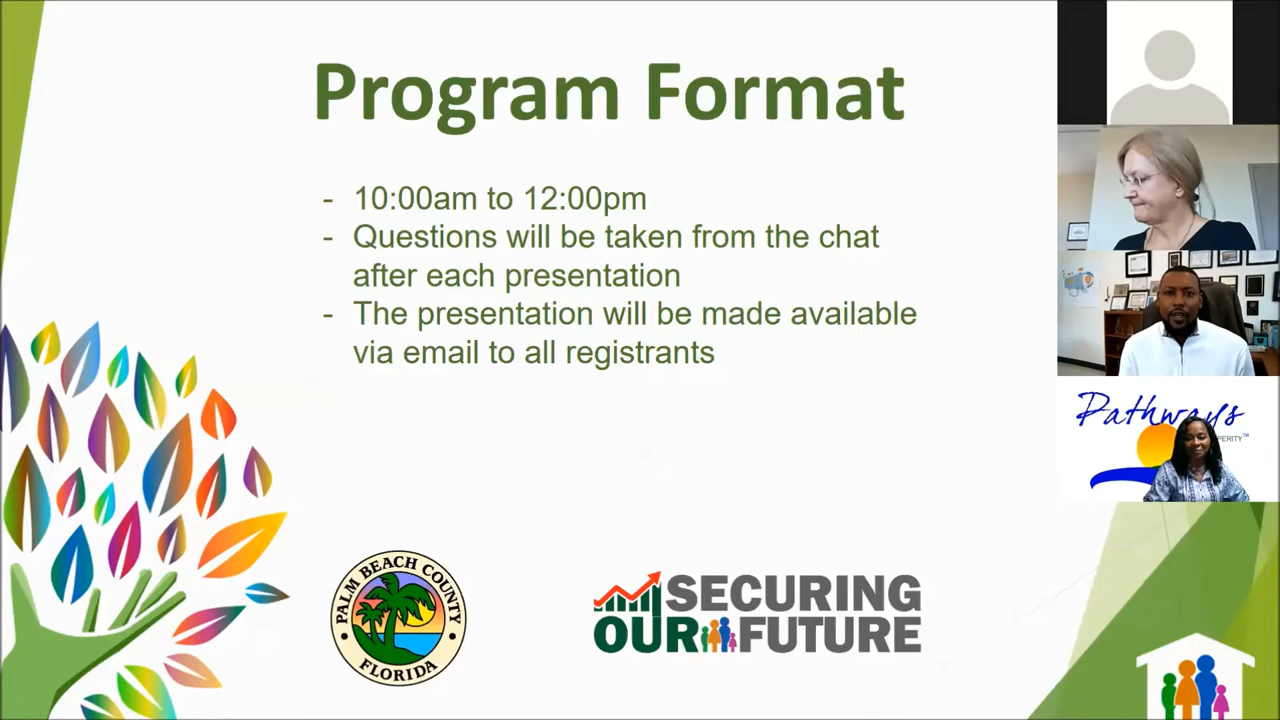 Program Format
- 10:00am to 12:00pm
- Questions will be taken from the chat
after each presentation
- The presentation will be made available
via email to all registrants
Pathways
PERITY™
PALM BEACH COUNTY
FLORIDA
SECURING
OUR FUTURE